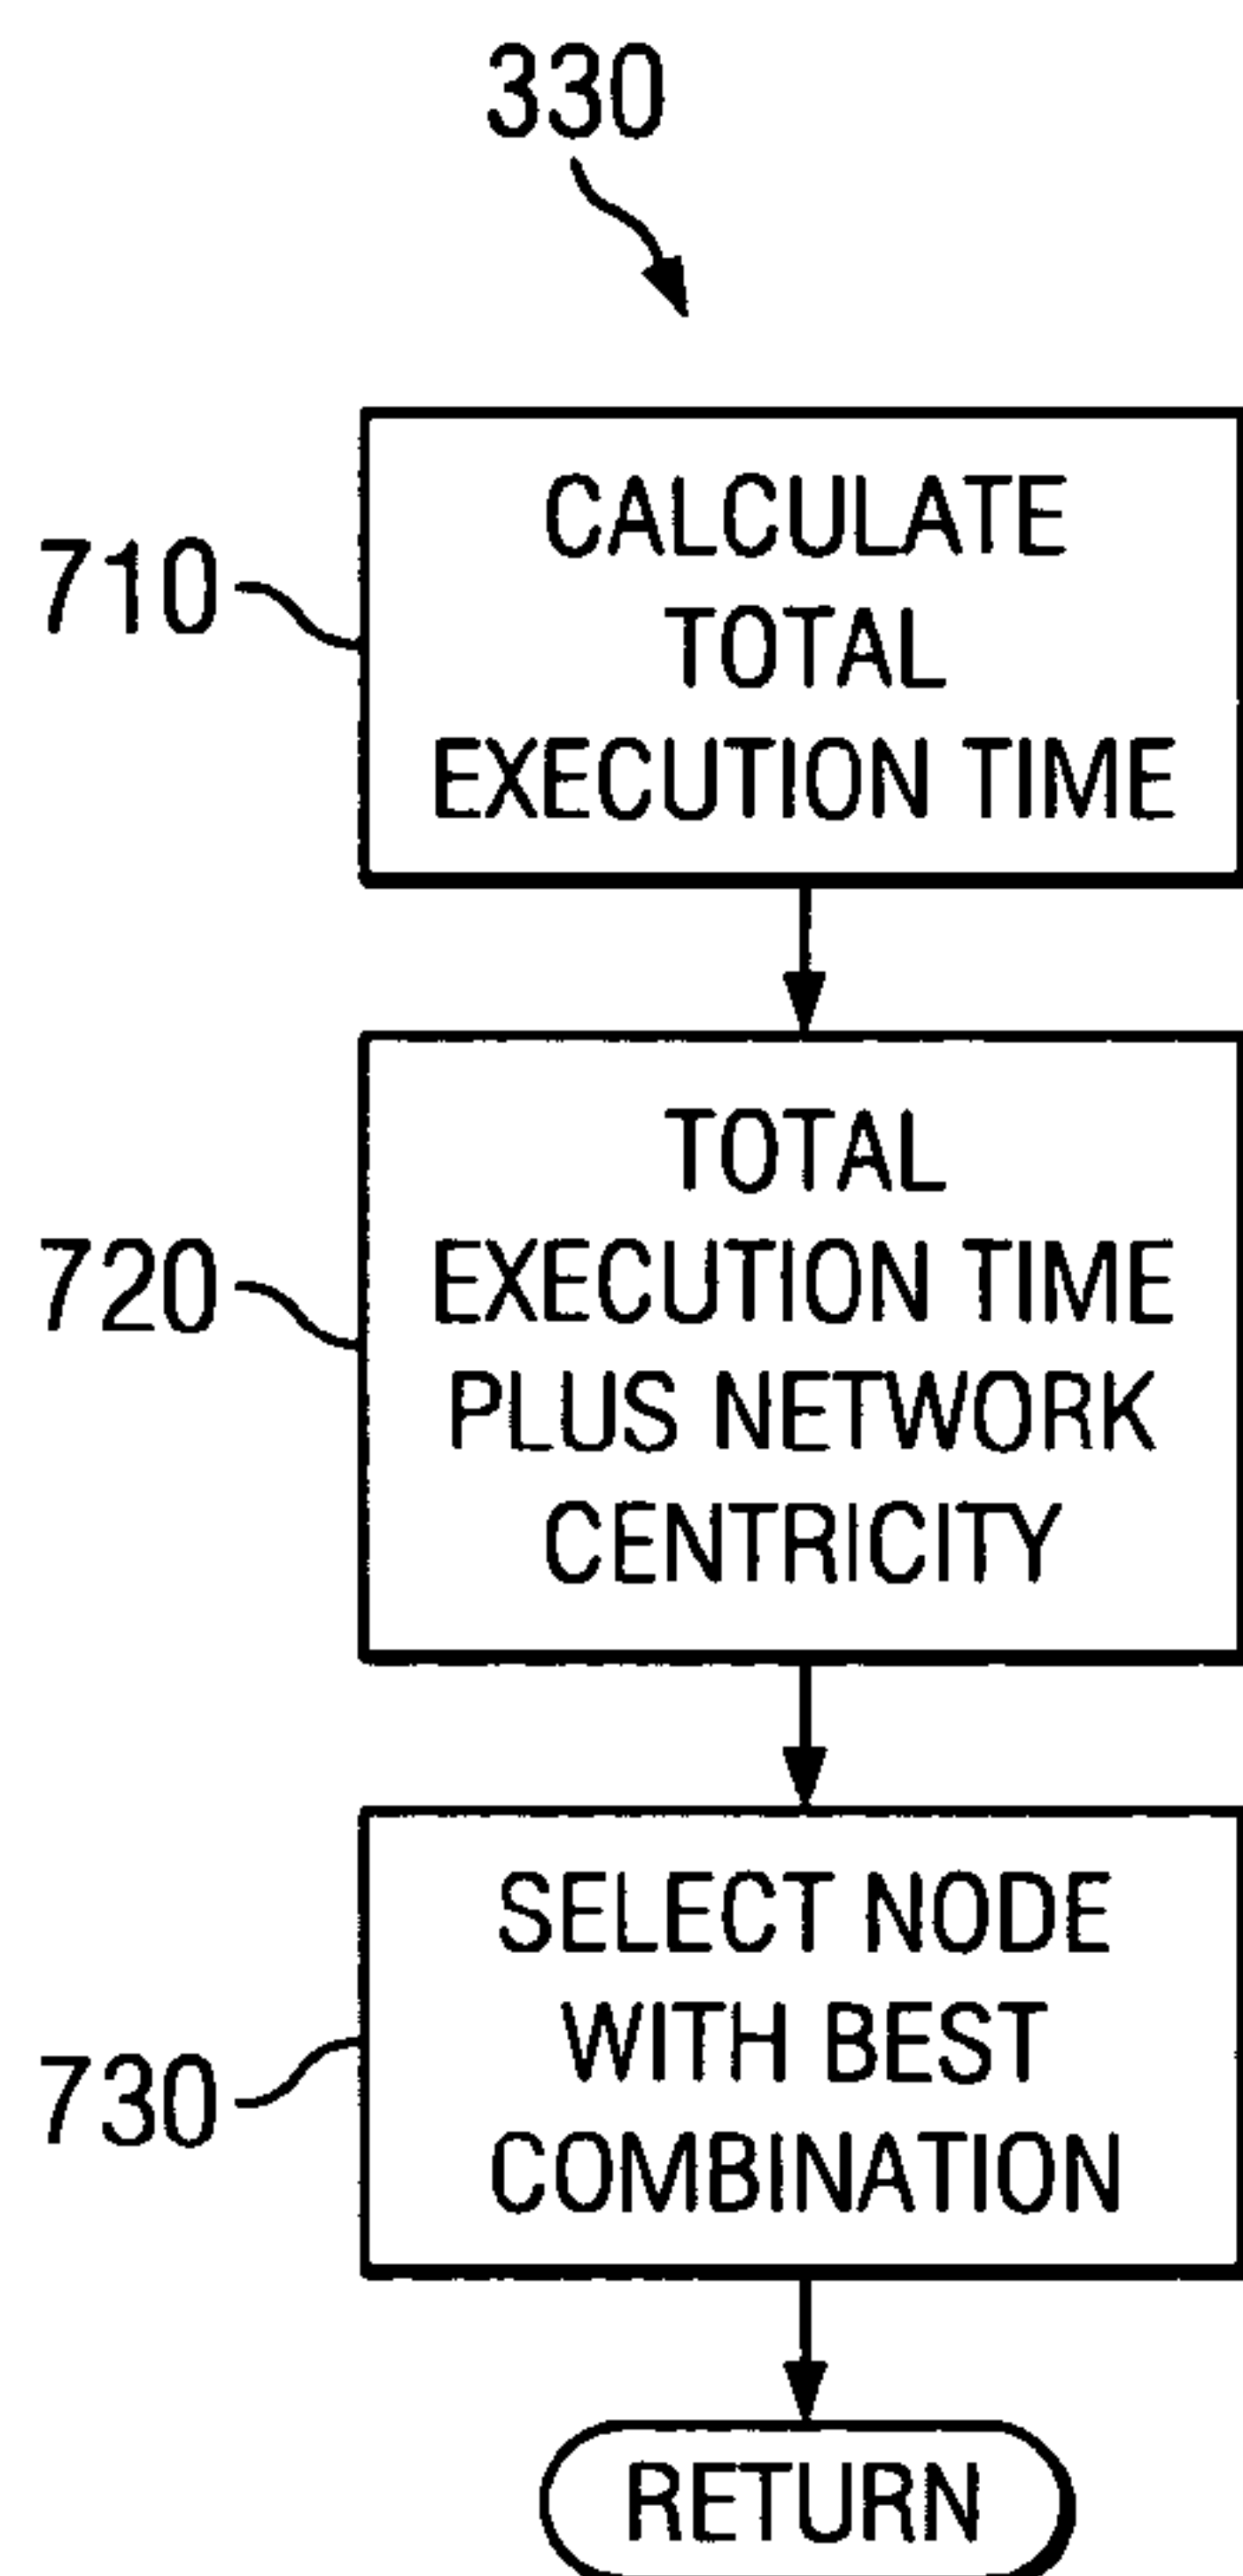 330
710
CALCULATE
TOTAL
EXECUTION TIME
720
TOTAL
EXECUTION TIME
PLUS NETWORK
CENTRICITY
730
SELECT NODE
WITH BEST
COMBINATION
RETURN